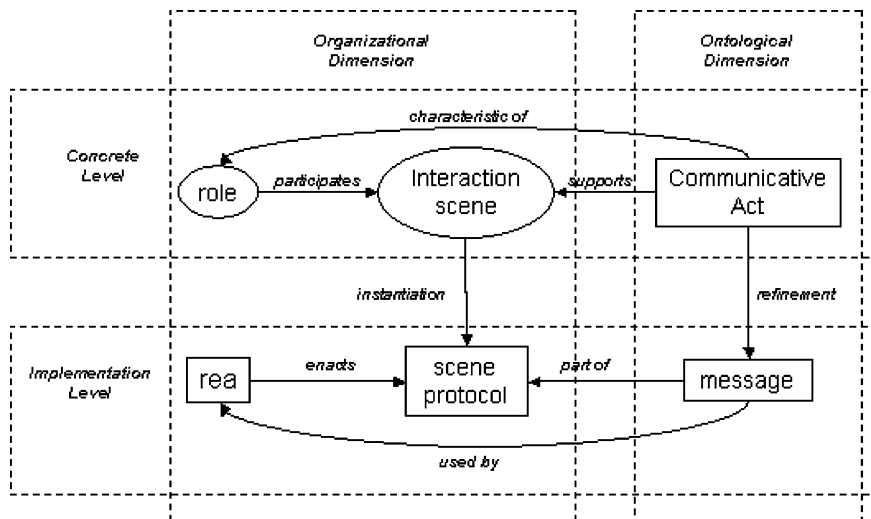 Organizational
Dimension
Ontological
Dimension
characteristic of
Concrete
Level
role
participates
Interaction
scene
supports
Communicative
Act
instantiation
refinement
Implementation
Level
rea
enacts
scene
protocol
part of
message
used by